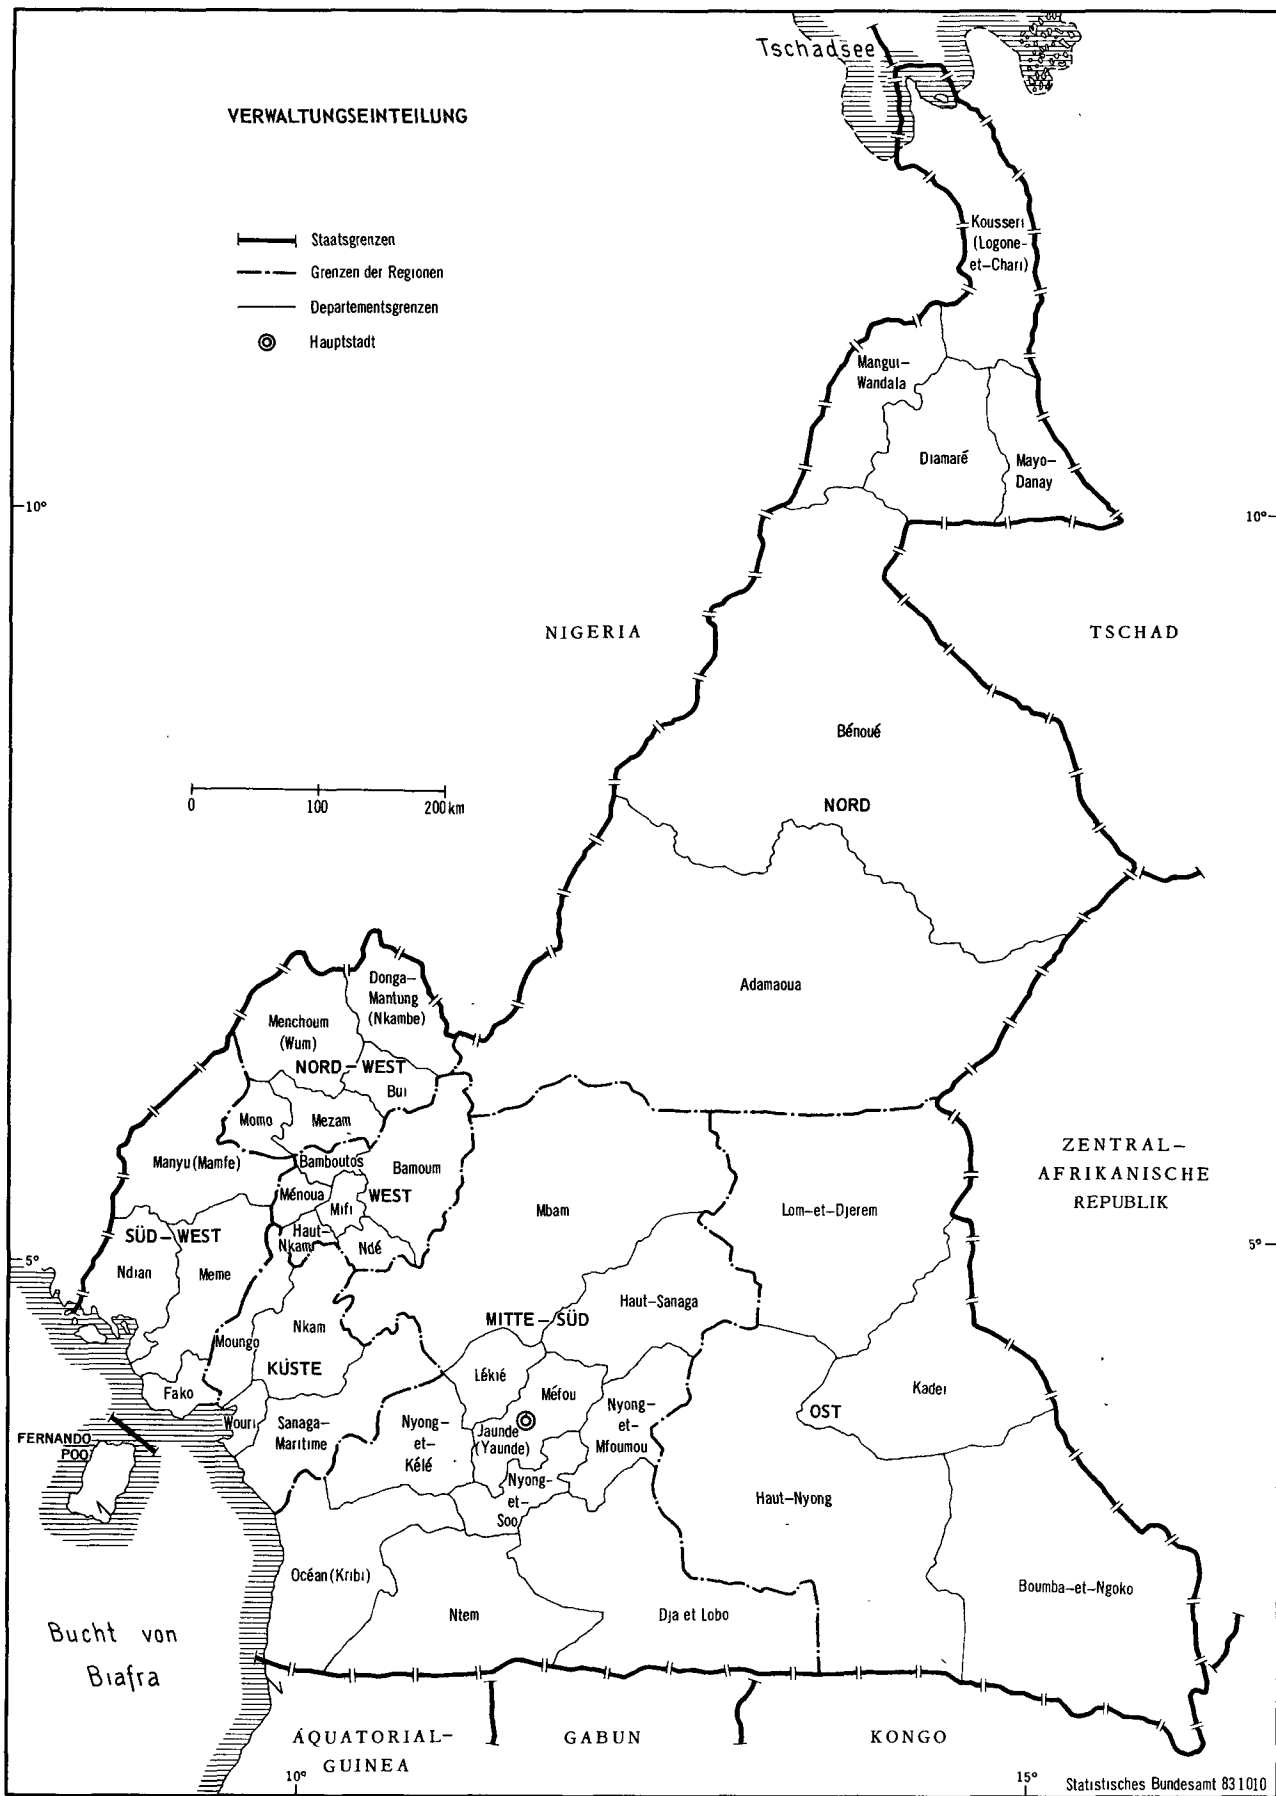 Tschadsee
VERWALTUNGSEINTEILUNG
Staatsgrenzen
Grenzen der Regionen
Departementsgrenzen
Hauptstadt
Kousseri
(Logone-
et-Chari)
Mangui-
Wandala
Diamaré
Mayo-
Danay
10°
10°
NIGERIA
TSCHAD
Bénoué
NORD
0 100 200 km
Adamaoua
Donga-
Mantung
(Nkambe)
Menchoum
(Wum)
NORD-WEST
Bui
Momo
Mezam
Manyu (Mamfe)
Bamboutos
Bamoum
Ménoua
WEST
Mifi
Haut-
Nkam
Ndé
Mbam
Lom-et-Djerem
ZENTRAL-
AFRIKANISCHE
REPUBLIK
SÜD-WEST
5°
5°
Ndian
Meme
Haut-Sanaga
MITTE-SÜD
Nkam
Moungo
KÜSTE
Lékié
Fako
Méfou
Kadei
OST
Wouri
Sanaga-
Maritime
Nyong-
et-
Kélé
Jaunde
(Yaunde)
Nyong-
et-
Mfoumou
FERNANDO
POO
Nyong-
et-
Soo
Haut-Nyong
Océan (Kribi)
Boumba-et-Ngoko
Ntem
Dja et Lobo
Bucht von
Biafra
ÄQUATORIAL-
GUINEA
GABUN
KONGO
10°
15°
Statistisches Bundesamt 831010